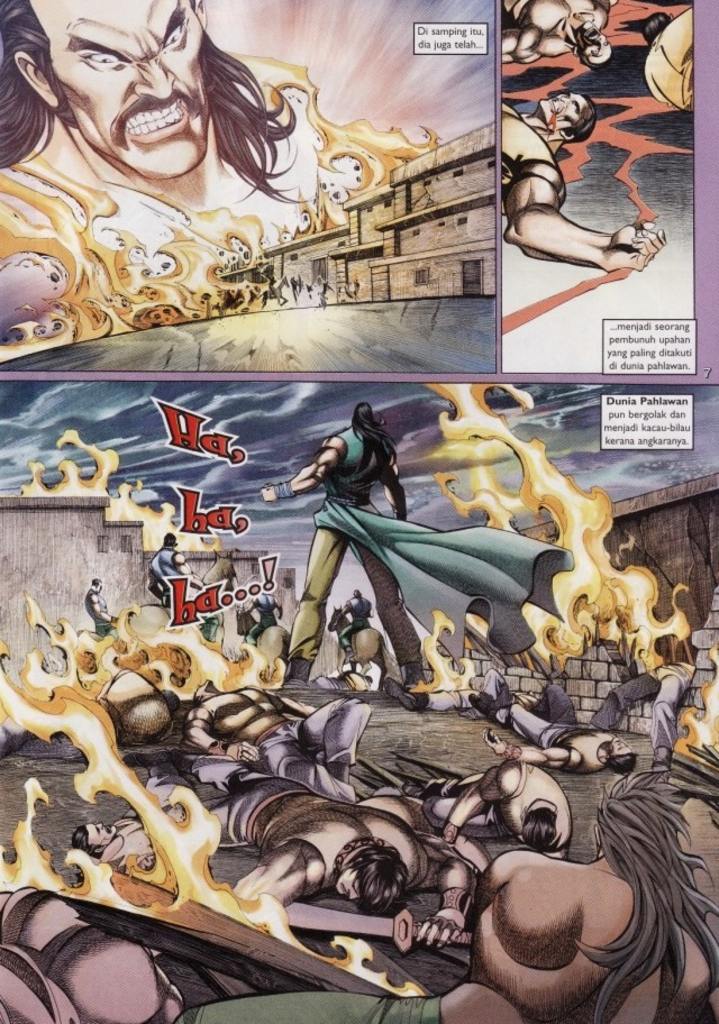 Di samping itu,
dia juga telah...
...menjadi seorang
pembunuh upahan
yang paling ditakuti
di dunia pahlawan.
7
Dunia Pahlawan
pun bergolak dan
menjadi kacau-bilau
kerana angkaranya.
Ha,
ha,
ha...!